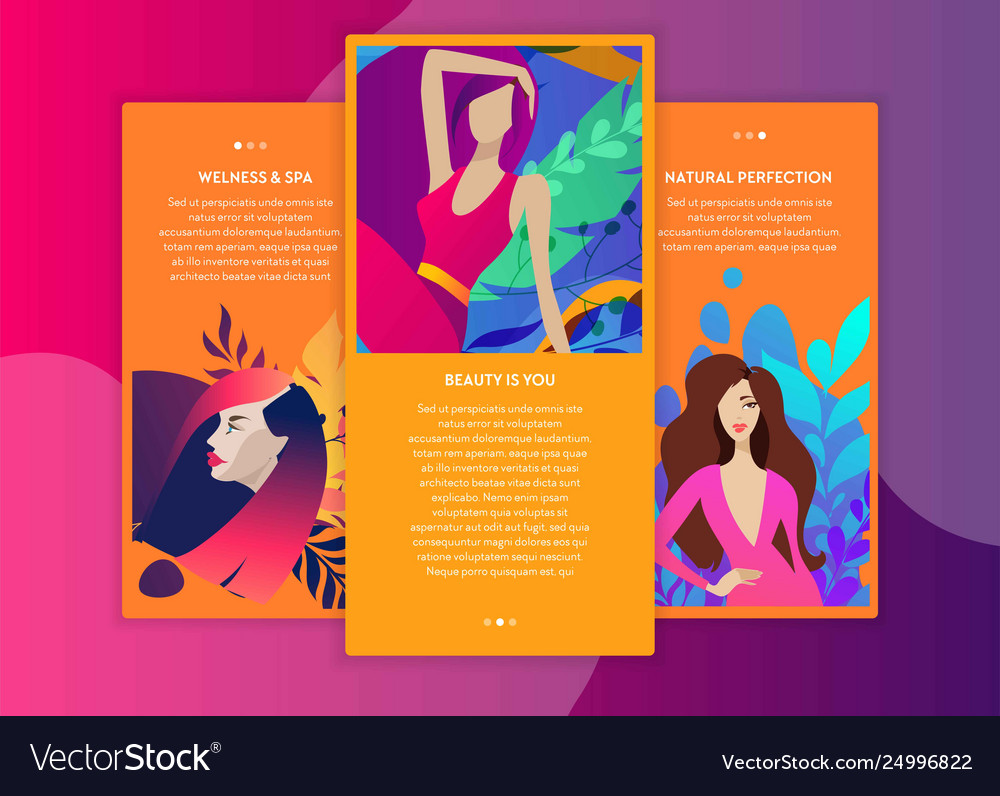 WELNESS & SPA
Sed ut perspiciatis unde omnis iste
natus error sit voluptatem
accusantium doloremque laudantium,
totam rem aperiam, eaque ipsa quae
ab illo inventore veritatis et quasi
architecto beatae vitae dicta sunt
BEAUTY IS YOU
Sed ut perspiciatis unde omnis iste
natus error sit voluptatem
accusantium doloremque laudantium,
totam rem aperiam, eaque ipsa quae
ab illo inventore veritatis et quasi
architecto beatae vitae dicta sunt
explicabo. Nemo enim ipsam
voluptatem quia voluptas sit
aspernatur aut odit aut fugit, sed quia
consequuntur magni dolores eos qui
ratione voluptatem sequi nesciunt.
Neque porro quisquam est, qui
NATURAL PERFECTION
Sed ut perspiciatis unde omnis iste
natus error sit voluptatem
accusantium doloremque laudantium,
totam rem aperiam, eaque ipsa quae
VectorStock®
VectorStock.com/24996822